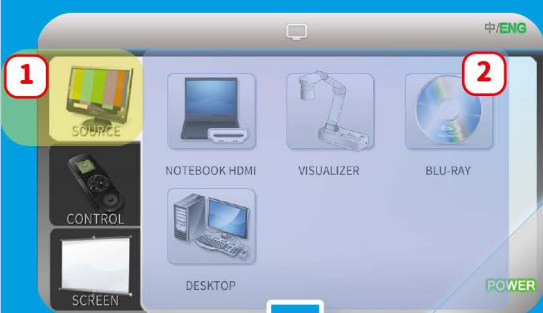 中/ENG
1
2
SOURCE
NOTEBOOK HDMI
VISUALIZER
BLU-RAY
CONTROL
DESKTOP
SCREEN
POWER